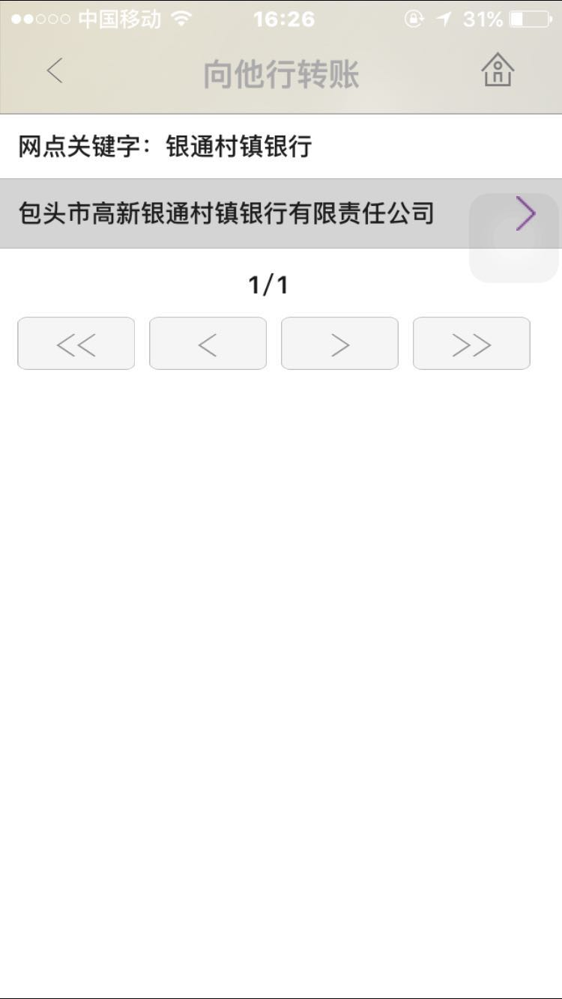 中国移动 16:26 31%
向他行转账
网点关键字：银通村镇银行
包头市高新银通村镇银行有限责任公司
1/1
<< < > >>